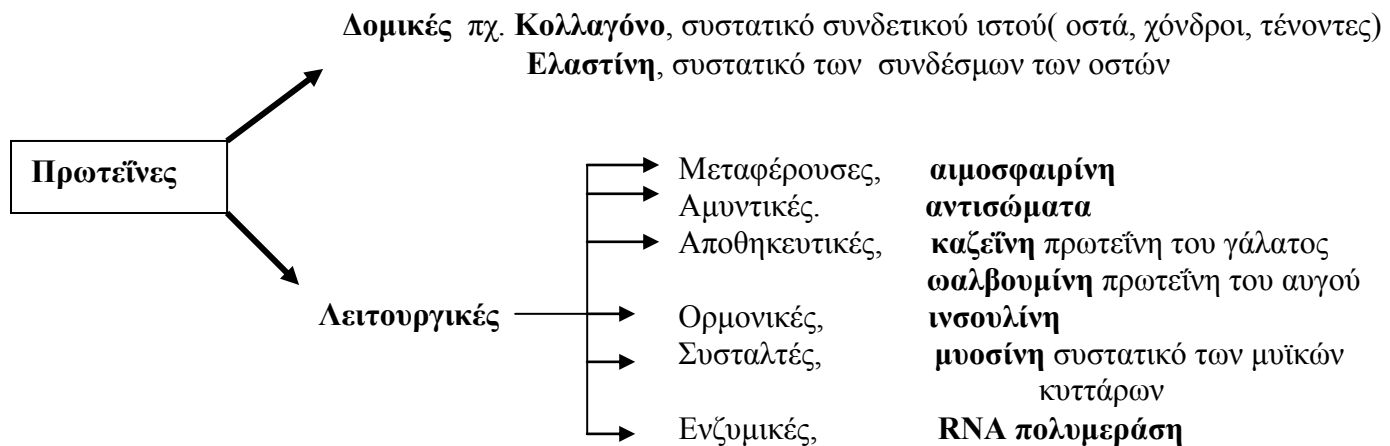 Δομικές πχ. Κολλαγόνο, συστατικό συνδετικού ιστού( οστά, χόνδροι, τένοντες)
Ελαστίνη, συστατικό των συνδέσμων των οστών
Πρωτεΐνες
Μεταφέρουσες, αιμοσφαιρίνη
Αμυντικές. αντισώματα
Αποθηκευτικές, καζεΐνη πρωτεΐνη του γάλατος
ωαλβουμίνη πρωτεΐνη του αυγού
Λειτουργικές Ορμονικές, ινσουλίνη
Συσταλτές, μυοσίνη συστατικό των μυϊκών
κυττάρων
Ενζυμικές, RNA πολυμεράση